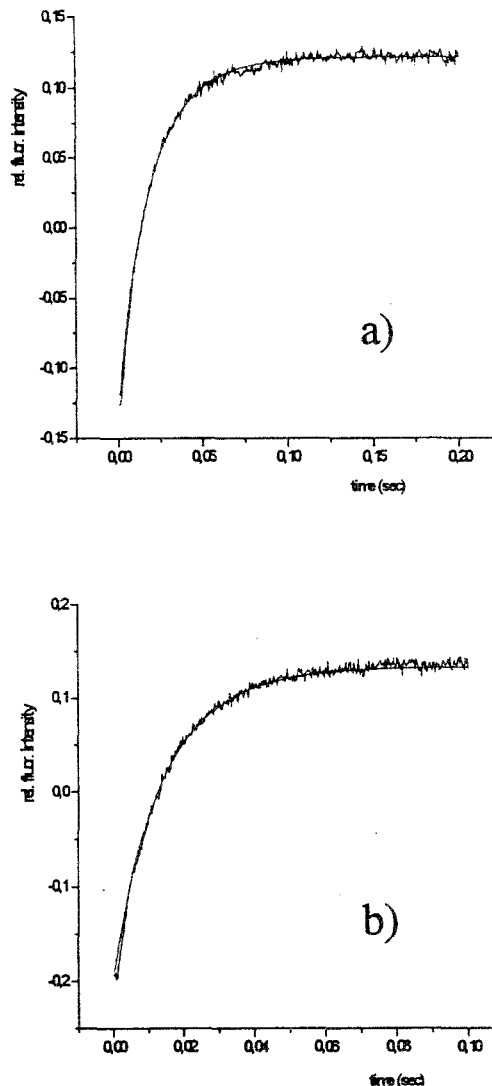 0,15
0,10
0,05
0,00
-0,05
-0,10
-0,15
rel. fluor. intensity
a)
0,00 0,05 0,10 0,15 0,20
time (sec)
0,2
0,1
0,0
-0,1
-0,2
rel. fluor. intensity
b)
0,00 0,02 0,04 0,06 0,08 0,10
time (sec)